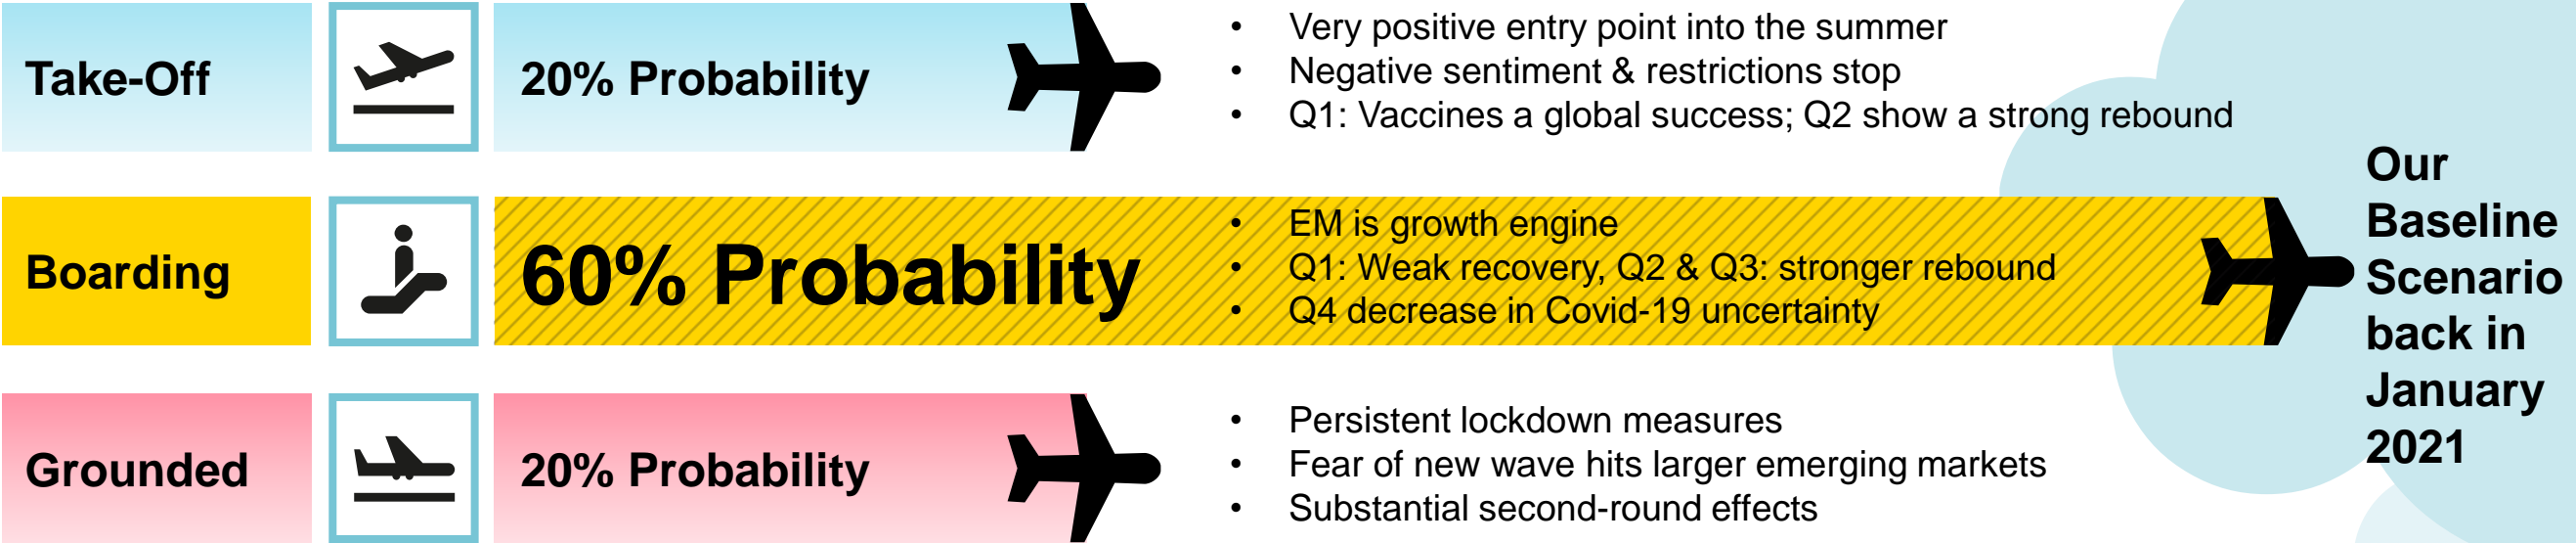 Take-Off
20% Probability
• Very positive entry point into the summer
• Negative sentiment & restrictions stop
• Q1: Vaccines a global success; Q2 show a strong rebound
Boarding
60% Probability
• EM is growth engine
• Q1: Weak recovery, Q2 & Q3: stronger rebound
• Q4 decrease in Covid-19 uncertainty
Grounded
20% Probability
• Persistent lockdown measures
• Fear of new wave hits larger emerging markets
• Substantial second-round effects
Our
Baseline
Scenario
back in
January
2021